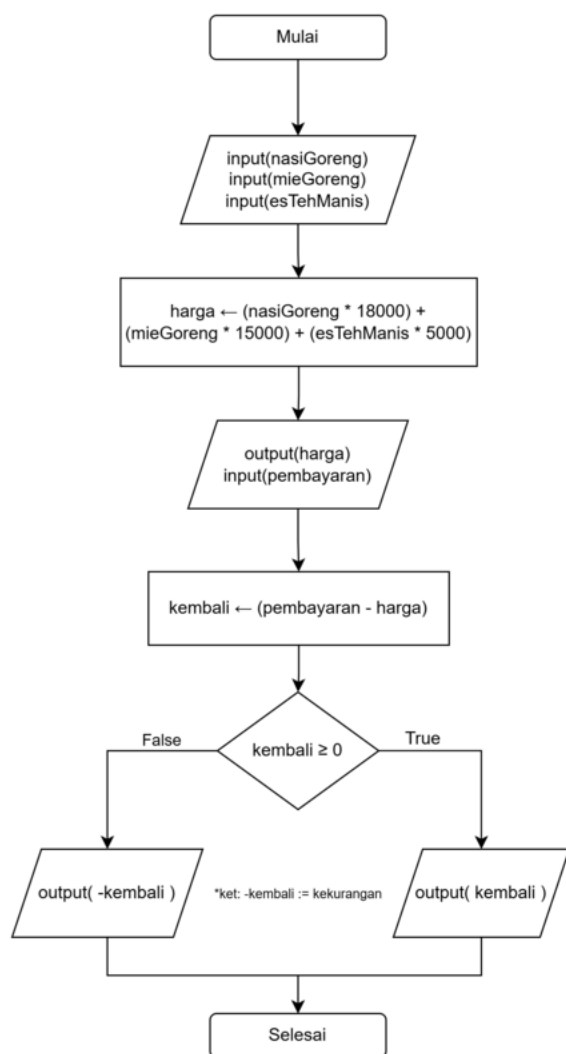 Mulai
input(nasiGoreng)
input(mieGoreng)
input(esTehManis)
harga ← (nasiGoreng * 18000) +
(mieGoreng * 15000) + (esTehManis * 5000)
output(harga)
input(pembayaran)
kembali ← (pembayaran - harga)
kembali ≥ 0
False
True
output( -kembali )
*ket: -kembali := kekurangan
output( kembali )
Selesai